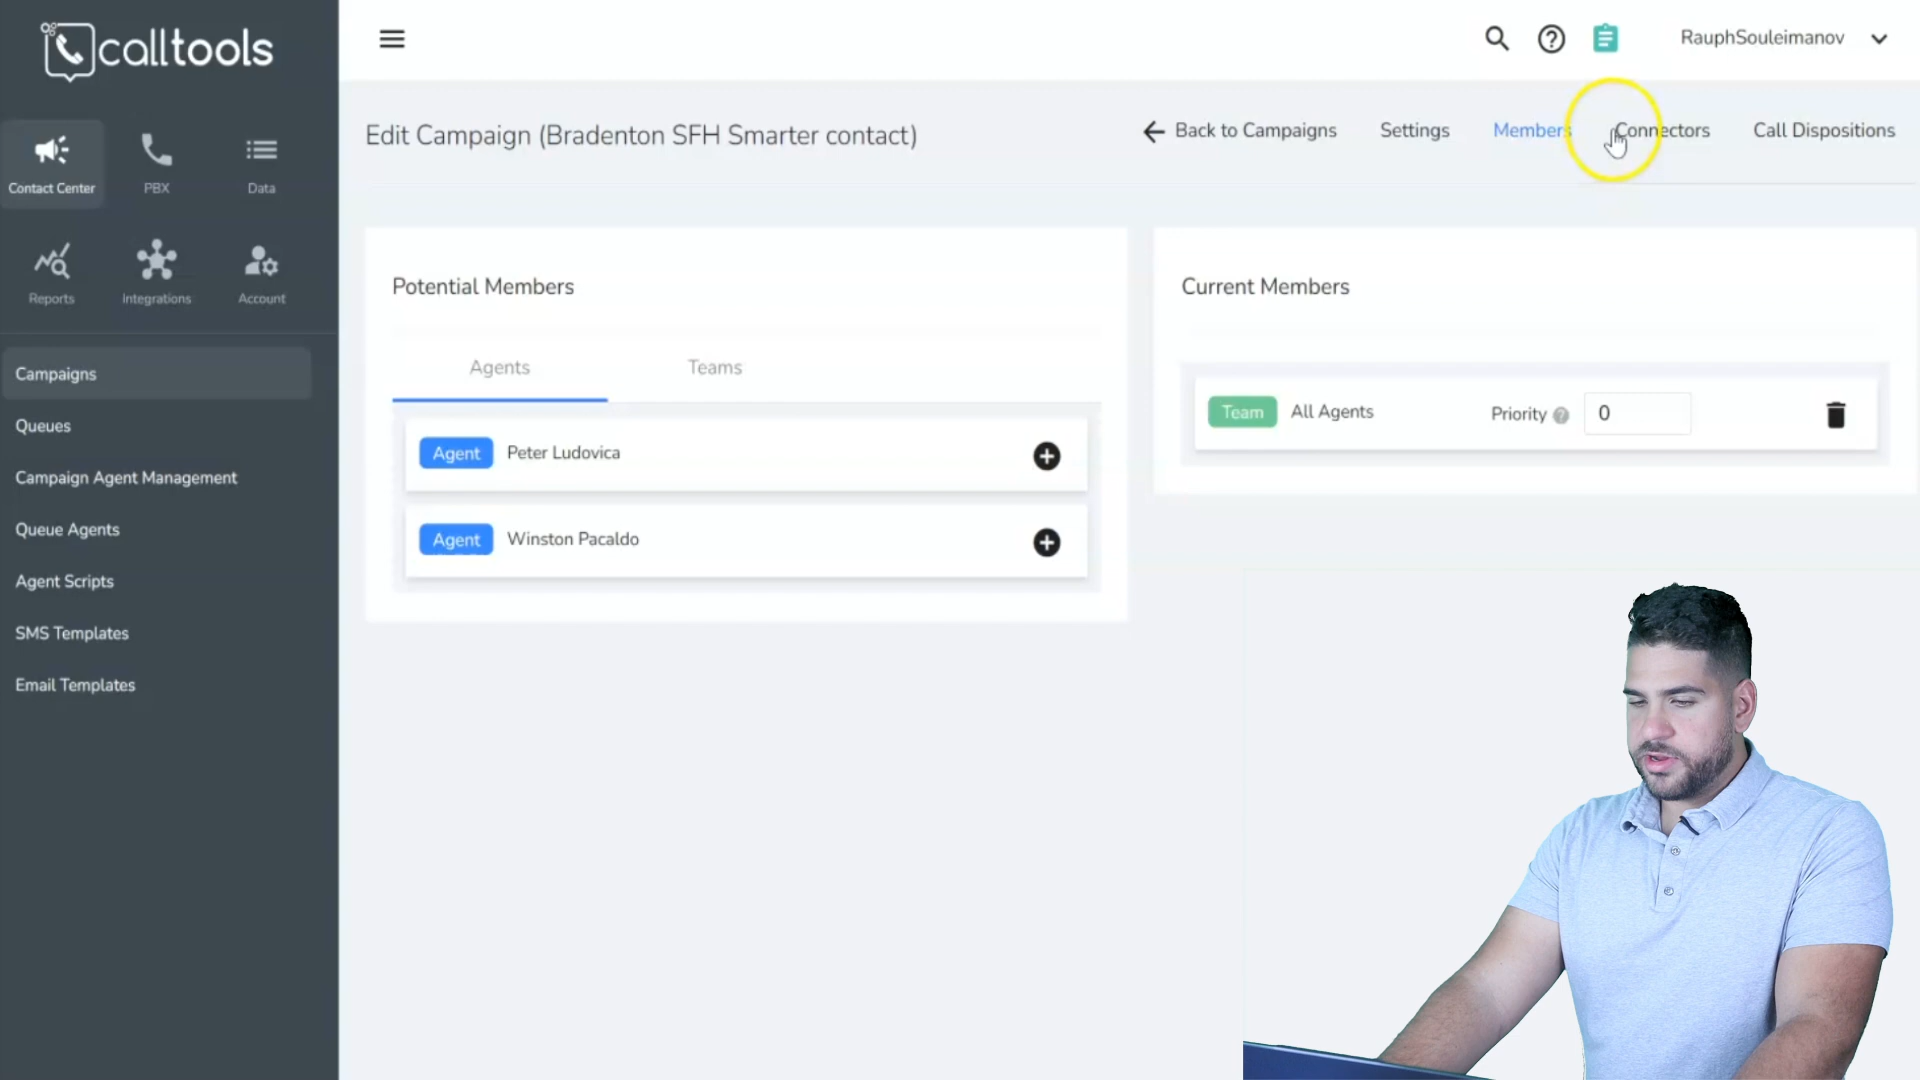 calltools
RauphSouleimanov
Edit Campaign (Bradenton SFH Smarter contact)
Back to Campaigns
Settings
Members
Connectors
Call Dispositions
Contact Center
PBX
Data
Reports
Integrations
Account
Campaigns
Queues
Campaign Agent Management
Queue Agents
Agent Scripts
SMS Templates
Email Templates
Potential Members
Agents
Teams
Agent Peter Ludovica
Agent Winston Pacaldo
Current Members
Team All Agents Priority ? 0